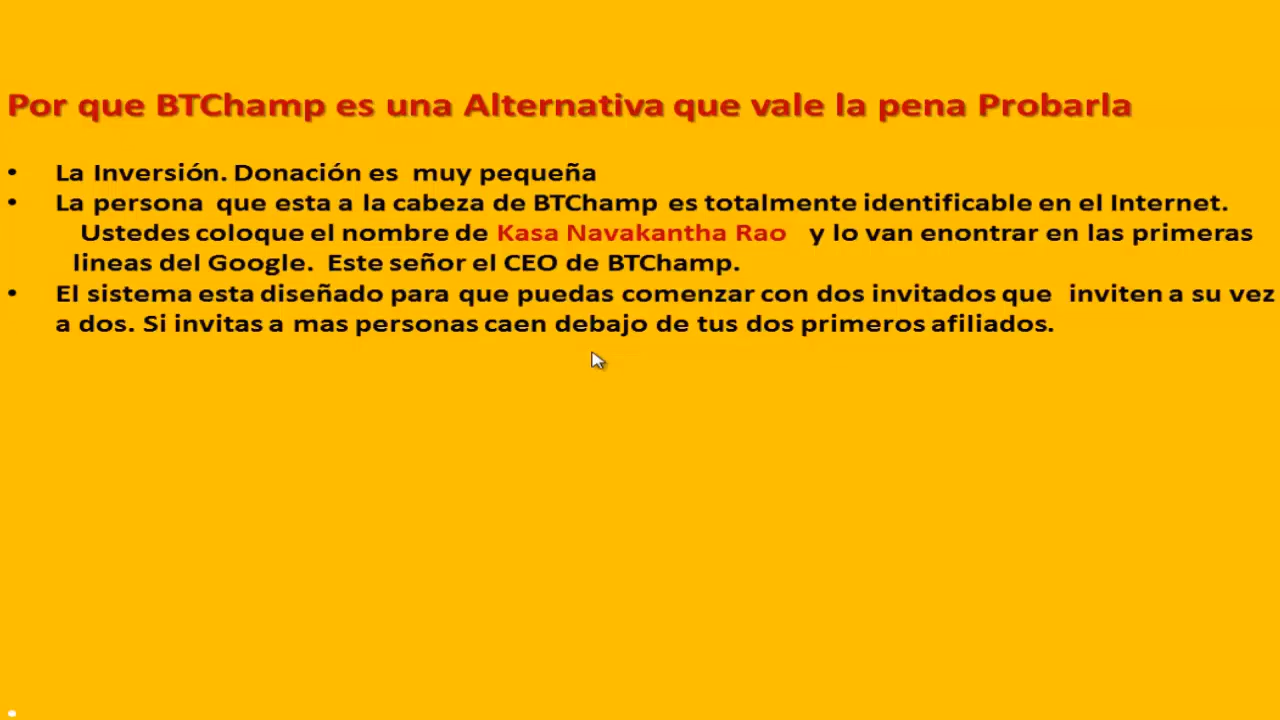 Por que BTChamp es una Alternativa que vale la pena Probarla
• La Inversión. Donación es muy pequeña
• La persona que esta a la cabeza de BTChamp es totalmente identificable en el Internet.
Ustedes coloque el nombre de Kasa Navakantha Rao y lo van enontrar en las primeras
lineas del Google. Este señor el CEO de BTChamp.
• El sistema esta diseñado para que puedas comenzar con dos invitados que inviten a su vez
a dos. Si invitas a mas personas caen debajo de tus dos primeros afiliados.